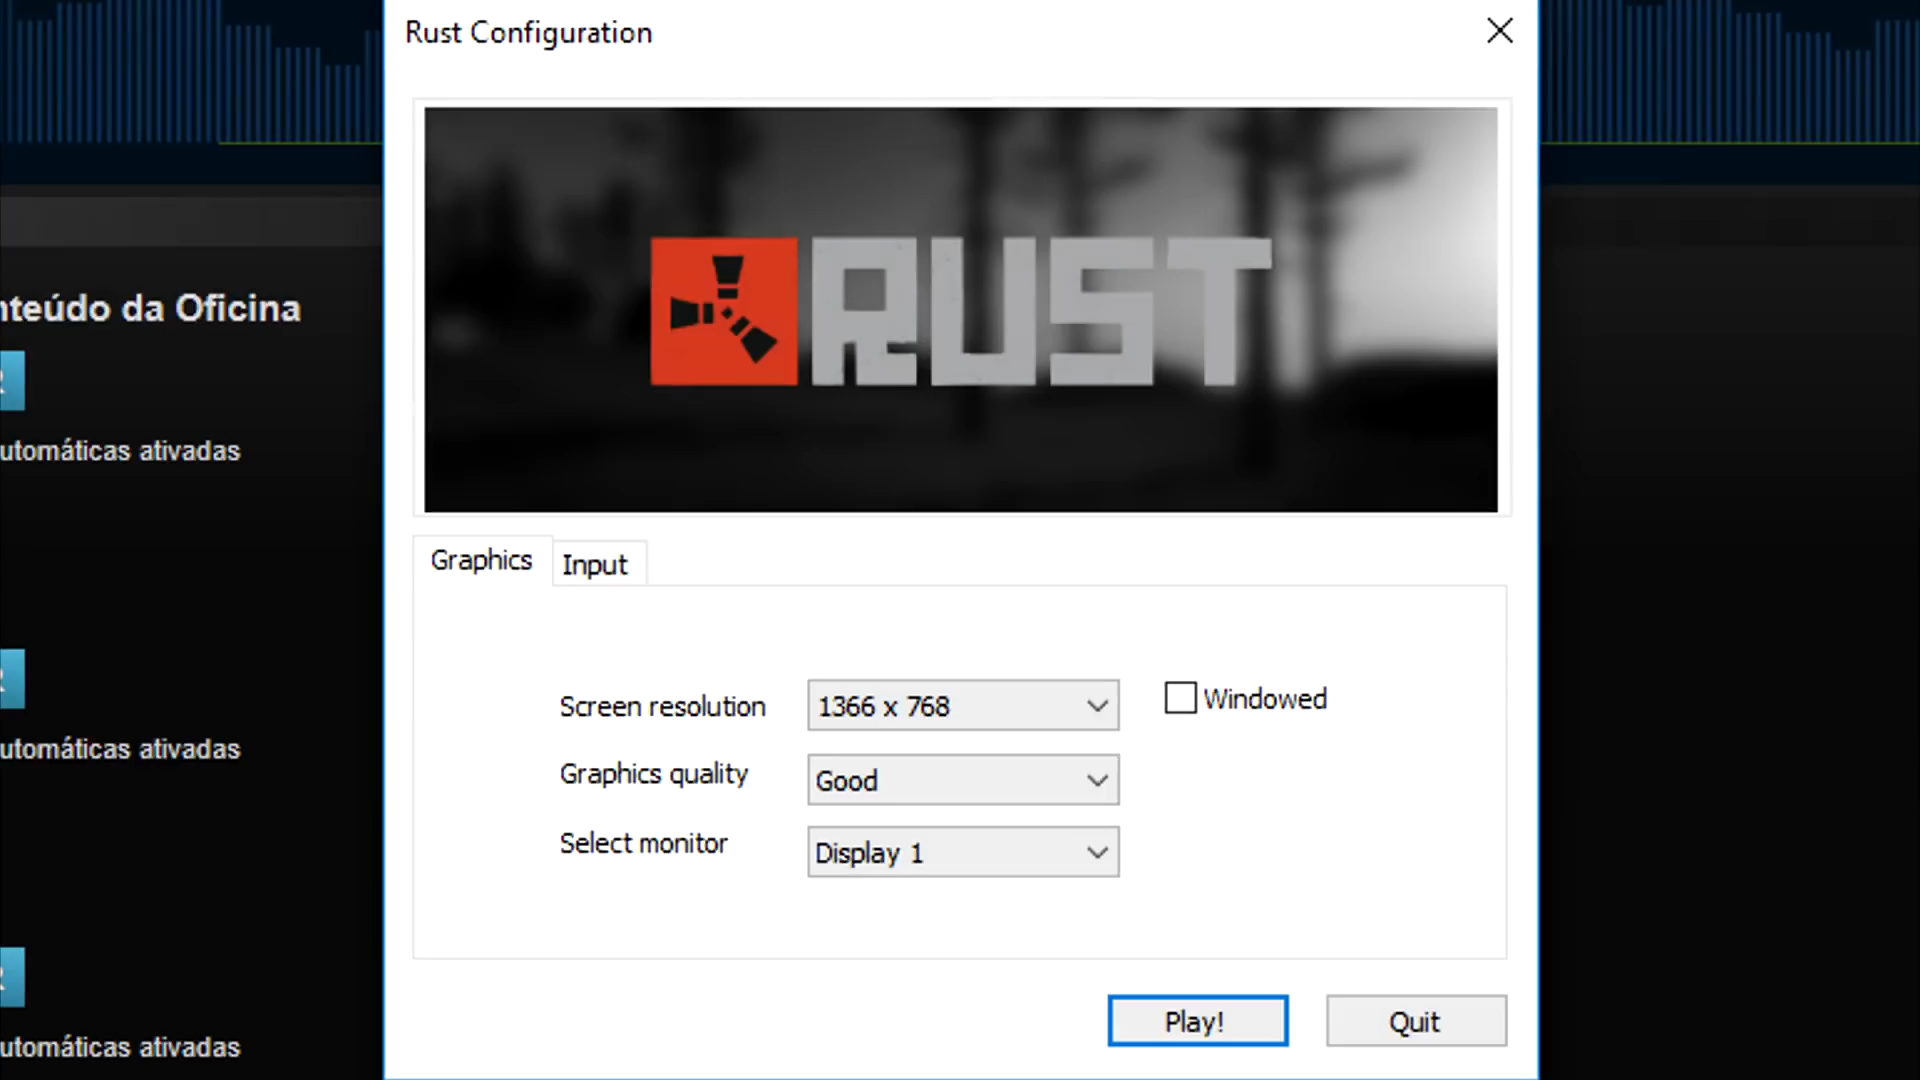 Rust Configuration
RUST
nteúdo da Oficina
utomáticas ativadas
Graphics
Input
Screen resolution
1366 x 768
Windowed
utomáticas ativadas
Graphics quality
Good
Select monitor
Display 1
Play!
Quit
utomáticas ativadas